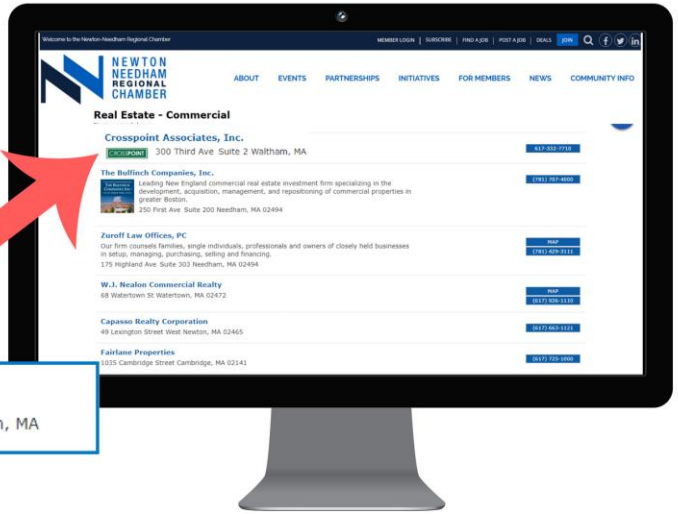 Welcome to the Newton-Needham Regional Chamber
MEMBER LOGIN | SUBSCRIBE | FIND A JOB | POST A JOB | DEALS JOIN
NEWTON
NEEDHAM
REGIONAL
CHAMBER
ABOUT EVENTS PARTNERSHIPS INITIATIVES FOR MEMBERS NEWS COMMUNITY INFO
Real Estate - Commercial
Crosspoint Associates, Inc.
CROSSPOINT 300 Third Ave Suite 2 Waltham, MA
617-332-7710
The Bulfinch Companies, Inc.
Leading New England commercial real estate investment firm specializing in the
development, acquisition, management, and repositioning of commercial properties in
greater Boston.
250 First Ave Suite 200 Needham, MA 02494
(781) 707-4000
Zuroff Law Offices, PC
Our firm counsels families, single individuals, professionals and owners of closely held businesses
in setup, managing, purchasing, selling and financing.
175 Highland Ave Suite 303 Needham, MA 02494
MAP
(781) 429-3111
W.J. Nealon Commercial Realty
68 Watertown St Watertown, MA 02472
MAP
(617) 926-1110
Capasso Realty Corporation
49 Lexington Street West Newton, MA 02465
(617) 663-1121
Fairlane Properties
1035 Cambridge Street Cambridge, MA 02141
(617) 725-1000
, MA